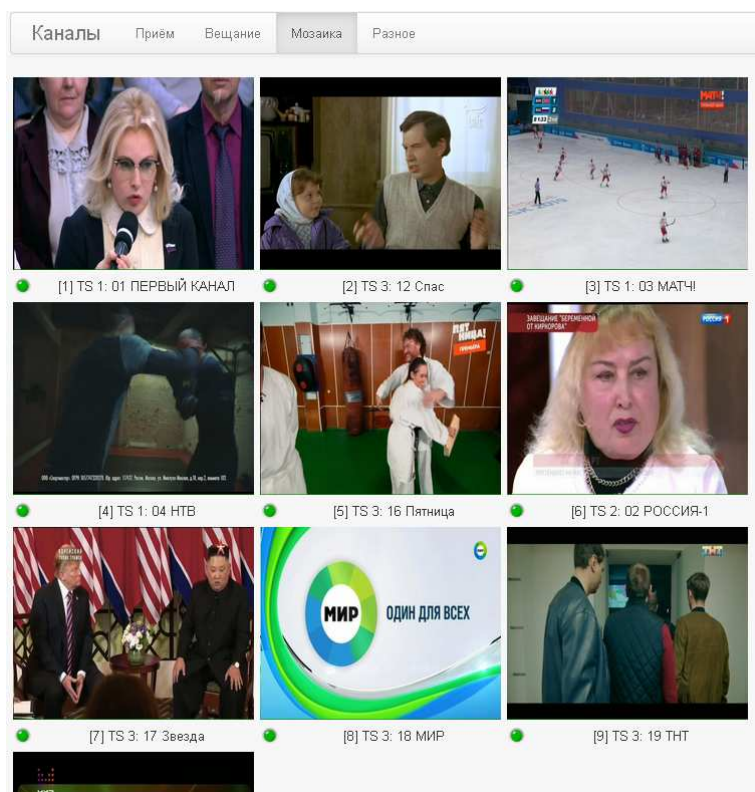 Каналы Приём Вещание Мозаика Разное
МАТЧ!
[1] TS 1: 01 ПЕРВЫЙ КАНАЛ [2] TS 3: 12 Спас [3] TS 1: 03 МАТЧ!
ПЯТНИЦА!
ПРЕМЬЕРА
ЗАВЕЩАНИЕ "БЕРЕМЕННОЙ
ОТ КИРКОРОВА"
РОССИЯ 1
[4] TS 1: 04 НТВ [5] TS 3: 16 Пятница [6] TS 2: 02 РОССИЯ-1
МИР
ОДИН ДЛЯ ВСЕХ
ТНТ
[7] TS 3: 17 Звезда [8] TS 3: 18 МИР [9] TS 3: 19 ТНТ